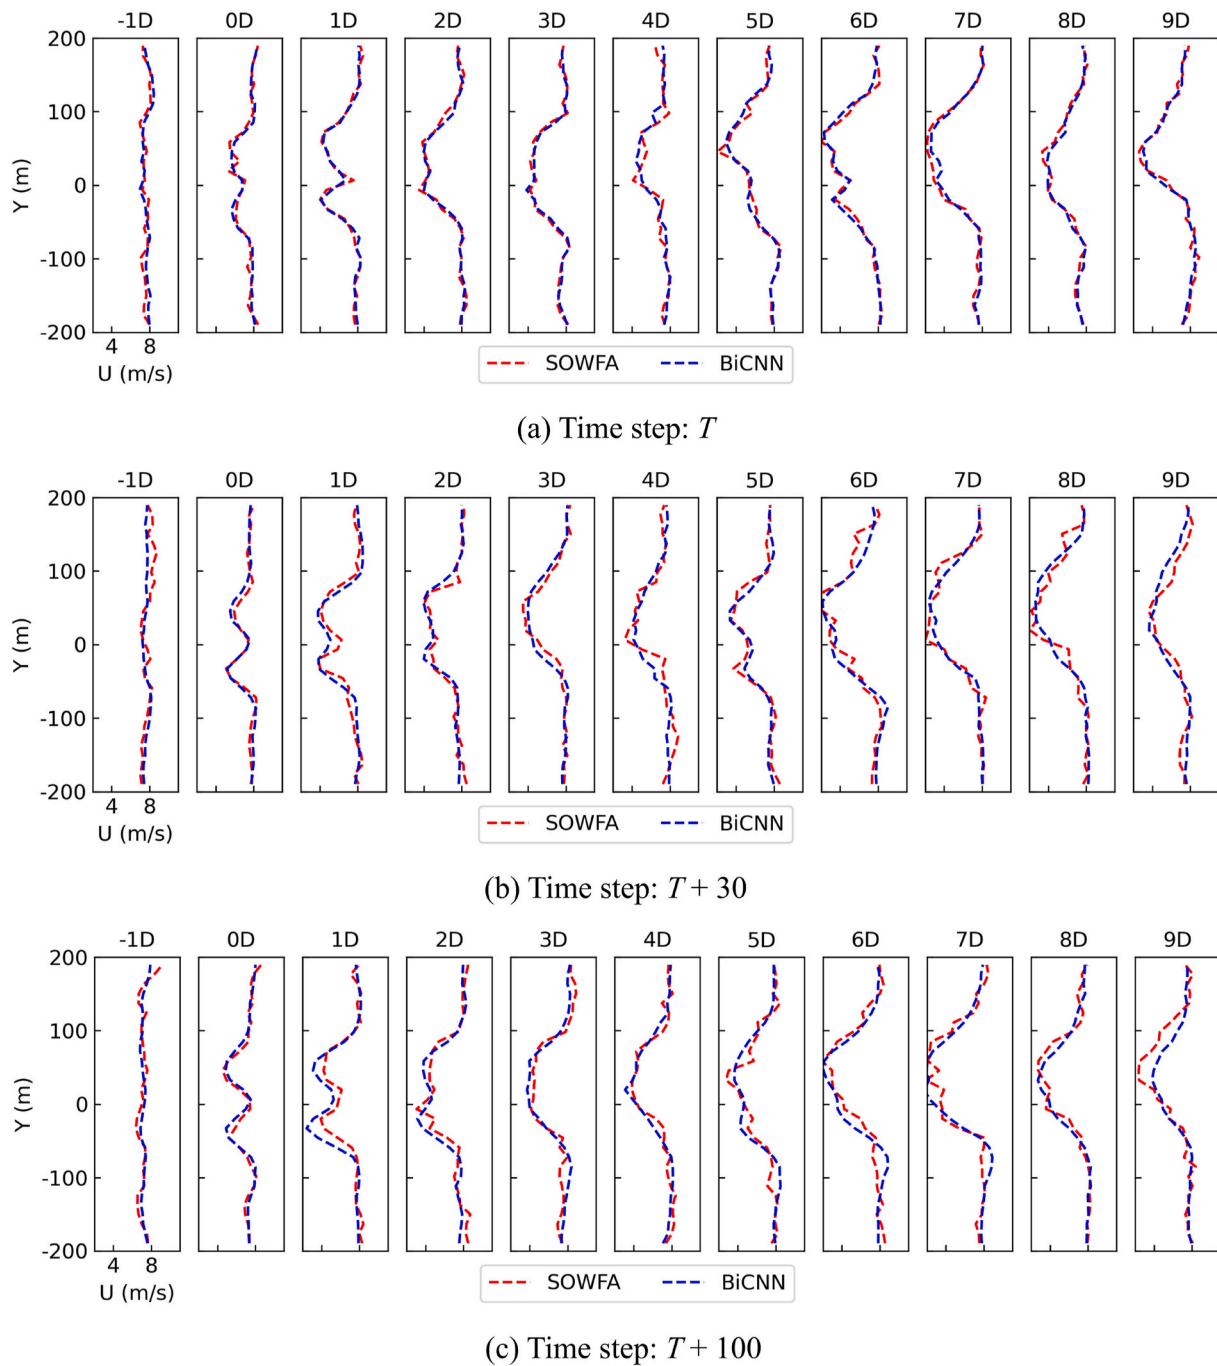 -1D 0D 1D 2D 3D 4D 5D 6D 7D 8D 9D
200
100
0
-100
-200
Y (m)
4 8
U (m/s)
SOWFA BiCNN
(a) Time step: T
-1D 0D 1D 2D 3D 4D 5D 6D 7D 8D 9D
200
100
0
-100
-200
Y (m)
4 8
U (m/s)
SOWFA BiCNN
(b) Time step: T + 30
-1D 0D 1D 2D 3D 4D 5D 6D 7D 8D 9D
200
100
0
-100
-200
Y (m)
4 8
U (m/s)
SOWFA BiCNN
(c) Time step: T + 100